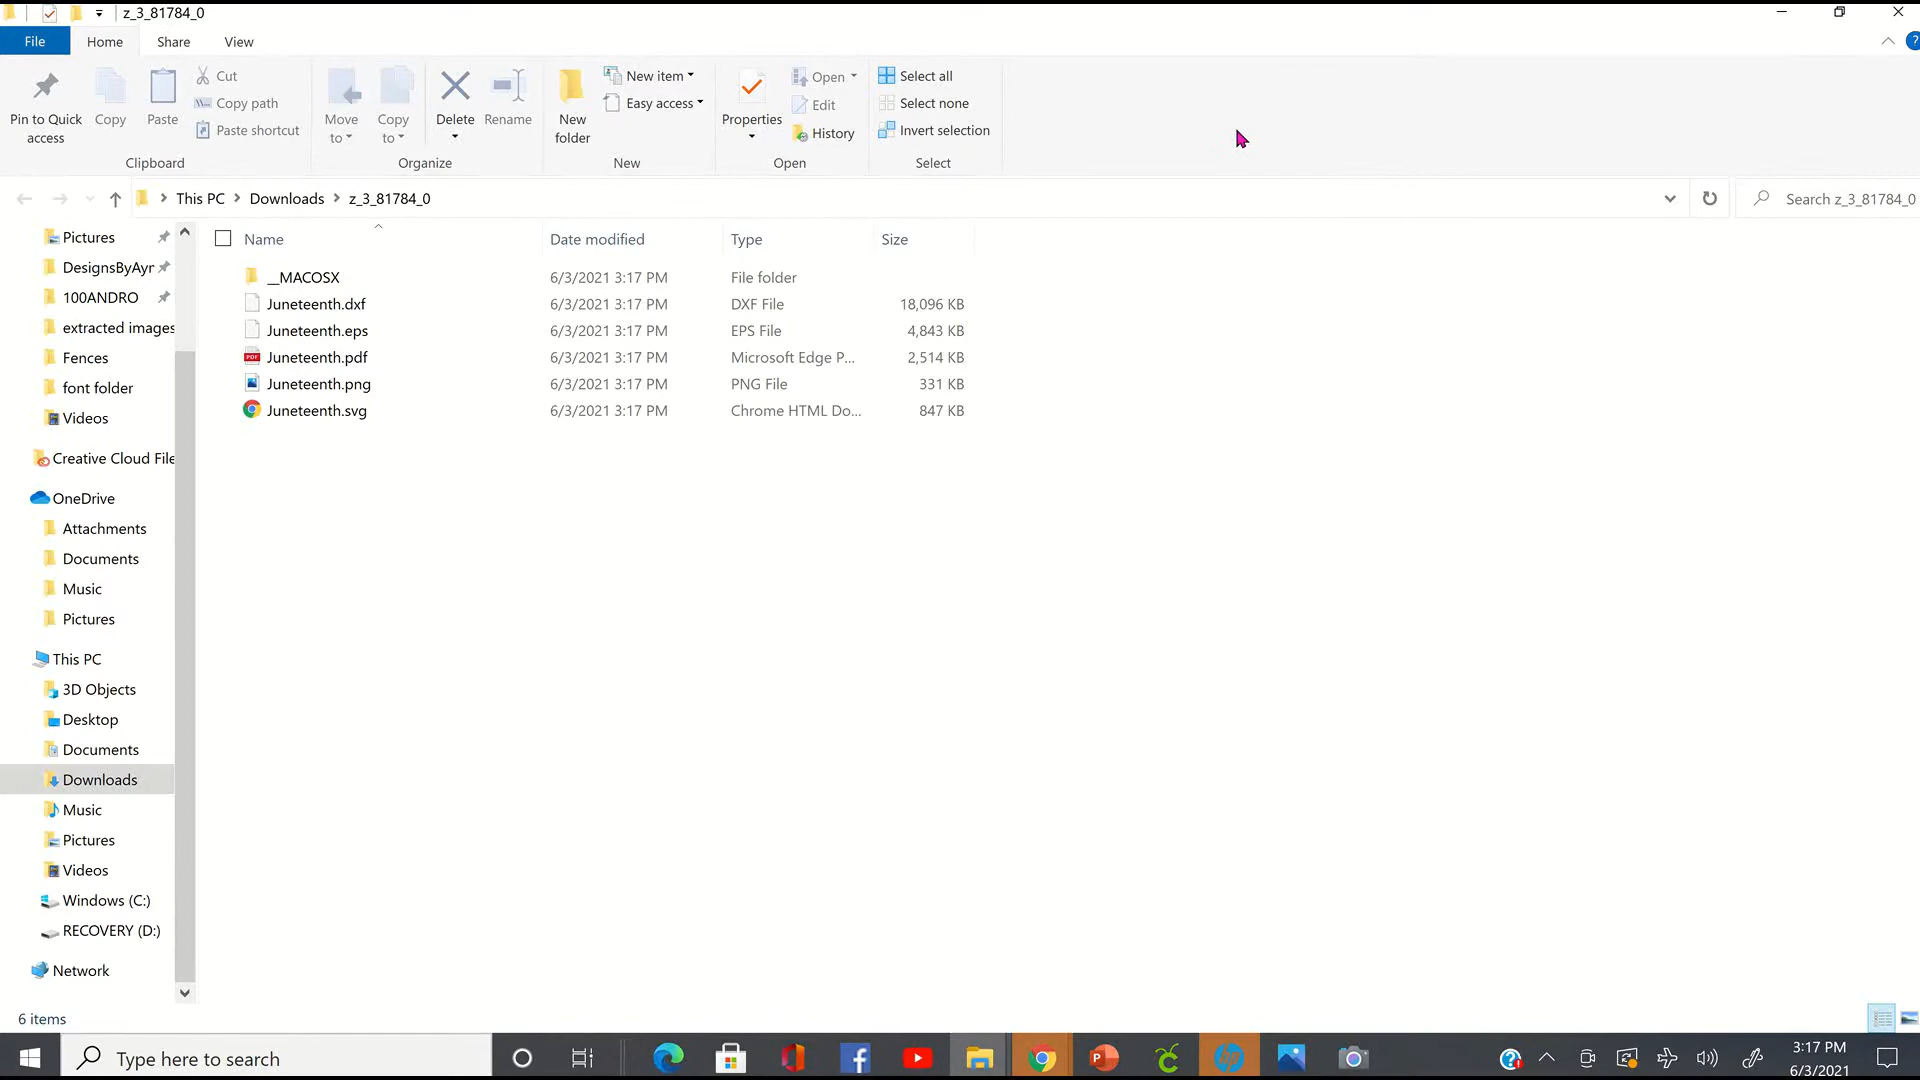 z_3_81784_0
File Home Share View
Pin to Quick access
Copy
Paste
Cut
Copy path
Paste shortcut
Clipboard
Move to
Copy to
Delete
Rename
Organize
New folder
New item
Easy access
New
Properties
Open
Edit
History
Open
Select all
Select none
Invert selection
Select
This PC Downloads z_3_81784_0
Search z_3_81784_0
Pictures
DesignsByAyr
100ANDRO
extracted images
Fences
font folder
Videos
Creative Cloud File
OneDrive
Attachments
Documents
Music
Pictures
This PC
3D Objects
Desktop
Documents
Downloads
Music
Pictures
Videos
Windows (C:)
RECOVERY (D:)
Network
Name Date modified Type Size
__MACOSX 6/3/2021 3:17 PM File folder
Juneteenth.dxf 6/3/2021 3:17 PM DXF File 18,096 KB
Juneteenth.eps 6/3/2021 3:17 PM EPS File 4,843 KB
Juneteenth.pdf 6/3/2021 3:17 PM Microsoft Edge P... 2,514 KB
Juneteenth.png 6/3/2021 3:17 PM PNG File 331 KB
Juneteenth.svg 6/3/2021 3:17 PM Chrome HTML Do... 847 KB
6 items
Type here to search
3:17 PM
6/3/2021